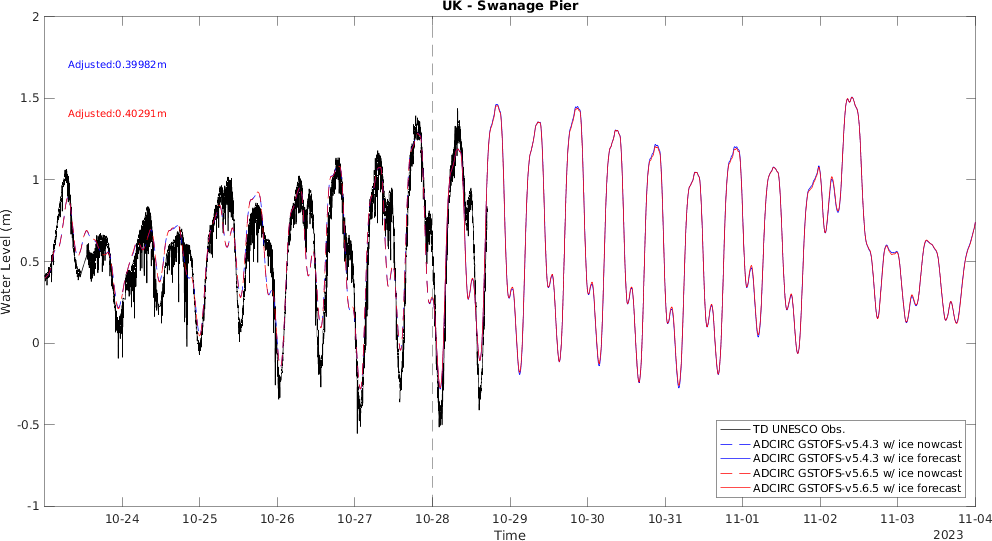 UK - Swanage Pier
2
1.5
1
0.5
0
-0.5
-1
Water Level (m)
Adjusted:0.39982m
Adjusted:0.40291m
TD UNESCO Obs.
ADCIRC GSTOFS-v5.4.3 w/ ice nowcast
ADCIRC GSTOFS-v5.4.3 w/ ice forecast
ADCIRC GSTOFS-v5.6.5 w/ ice nowcast
ADCIRC GSTOFS-v5.6.5 w/ ice forecast
10-24 10-25 10-26 10-27 10-28 10-29 10-30 10-31 11-01 11-02 11-03 11-04
Time
2023